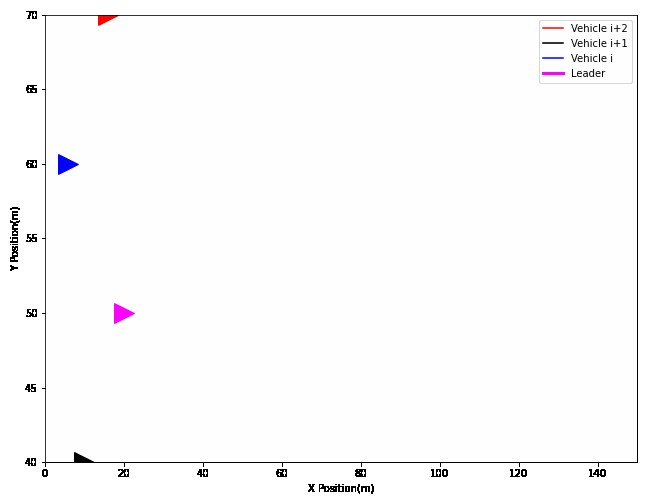 70
65
60
55
50
45
40
Y Position(m)
0 20 40 60 80 100 120 140
X Position(m)
Vehicle i+2
Vehicle i+1
Vehicle i
Leader